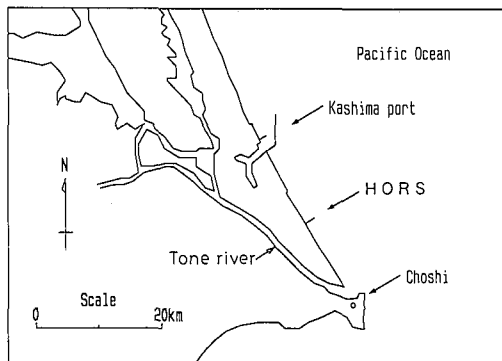 Pacific Ocean
Kashima port
N
HORS
Tone river
Choshi
Scale
0 20km